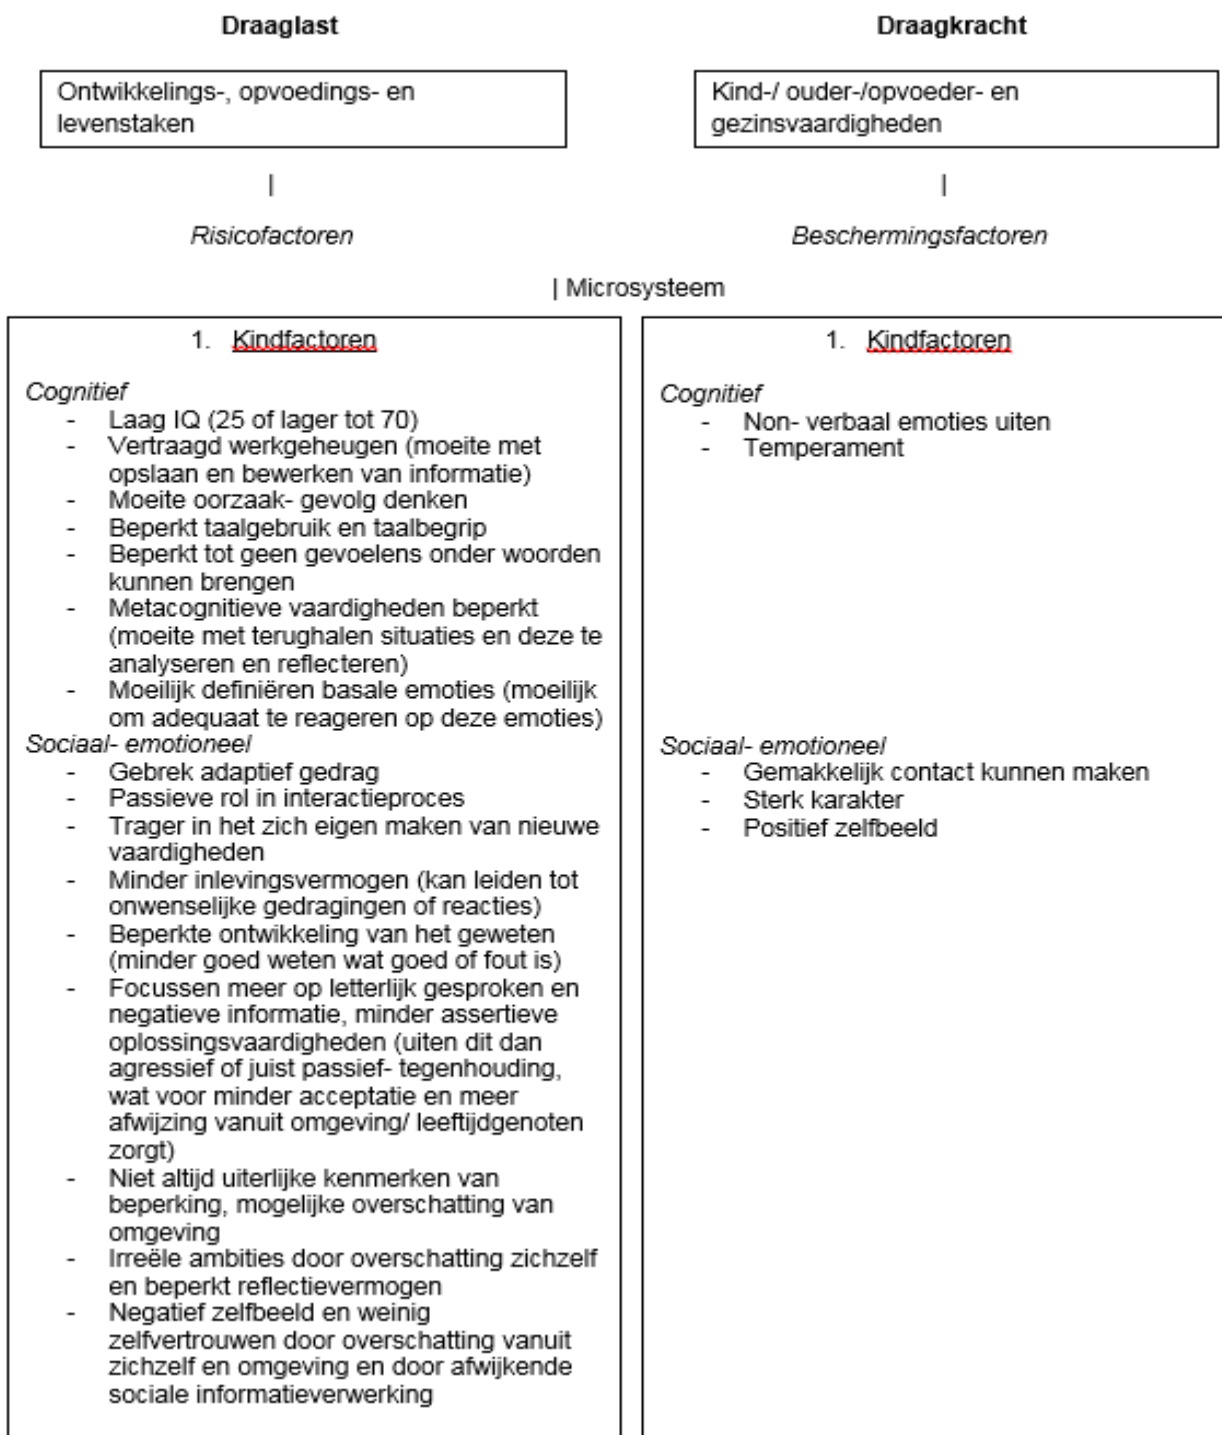 Draaglast
Draagkracht
Ontwikkelings-, opvoedings- en
levenstaken
Kind-/ ouder-/opvoeder- en
gezinsvaardigheden
|
|
Risicofactoren
Beschermingsfactoren
| Microsysteem
1. Kindfactoren
Cognitief
- Laag IQ (25 of lager tot 70)
- Vertraagd werkgeheugen (moeite met
opslaan en bewerken van informatie)
- Moeite oorzaak- gevolg denken
- Beperkt taalgebruik en taalbegrip
- Beperkt tot geen gevoelens onder woorden
kunnen brengen
- Metacognitieve vaardigheden beperkt
(moeite met terughalen situaties en deze te
analyseren en reflecteren)
- Moeilijk definiëren basale emoties (moeilijk
om adequaat te reageren op deze emoties)
Sociaal- emotioneel
- Gebrek adaptief gedrag
- Passieve rol in interactieproces
- Trager in het zich eigen maken van nieuwe
vaardigheden
- Minder inlevingsvermogen (kan leiden tot
onwenselijke gedragingen of reacties)
- Beperkte ontwikkeling van het geweten
(minder goed weten wat goed of fout is)
- Focussen meer op letterlijk gesproken en
negatieve informatie, minder assertieve
oplossingsvaardigheden (uiten dit dan
agressief of juist passief- tegenhouding,
wat voor minder acceptatie en meer
afwijzing vanuit omgeving/ leeftijdgenoten
zorgt)
- Niet altijd uiterlijke kenmerken van
beperking, mogelijke overschatting van
omgeving
- Irreële ambities door overschatting zichzelf
en beperkt reflectievermogen
- Negatief zelfbeeld en weinig
zelfvertrouwen door overschatting vanuit
zichzelf en omgeving en door afwijkende
sociale informatieverwerking
1. Kindfactoren
Cognitief
- Non- verbaal emoties uiten
- Temperament
Sociaal- emotioneel
- Gemakkelijk contact kunnen maken
- Sterk karakter
- Positief zelfbeeld